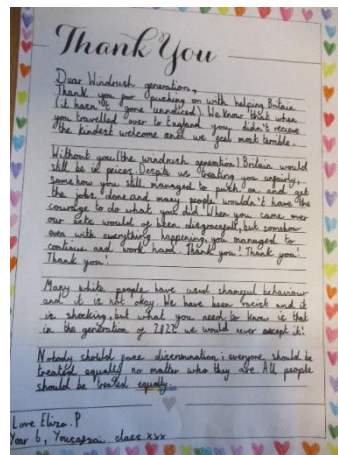 Thank You
Dear Windrush generation,
Thank you for pushing on with helping Britain
(it hasn't gone unnoticed). We know that when
you travelled over to England you didn't recieve
the kindest welcome and we feel most terrible.
Without you (the windrush generation) Britain would
still be in peices. Despite us treating you unfairly,
somehow you still managed to push on and get
the jobs done and many people wouldn't have the
courage to do what you did. When you came over
our acts would of been disgraceful, but somehow
even with everything happening, you managed to
continue and work hard. Thank you! Thank you!
Thank you!
Many white people have used shameful behaviour
and it is not okay. We have been racist and it
is shocking, but what you need to know is that
in the generation of 2022 we would never accept it!
Nobody should face discrimination; everyone should be
treated equally no matter who they are. All people
should be treated equally.
Love Eliza. P
Year 6, Yousafzai class xxx